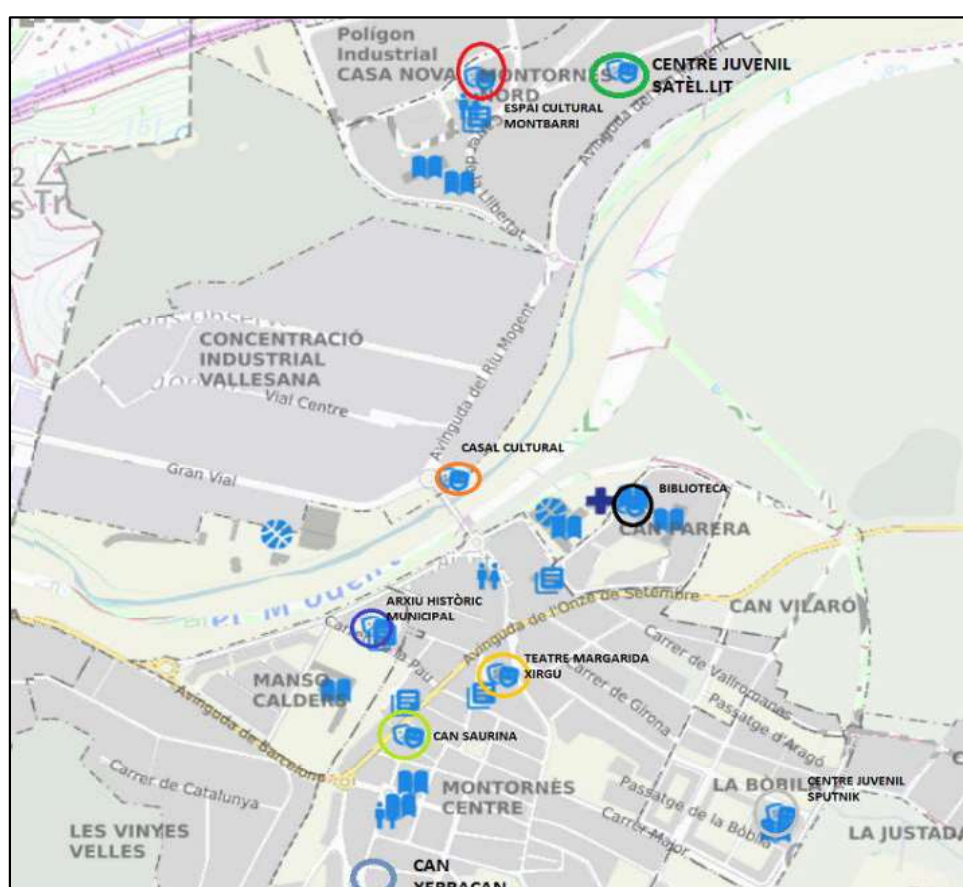 Polígon
Industrial
CASA NOVA
MONTORNÈS
NORD
CENTRE JUVENIL
SATÈL.LIT
ESPAI CULTURAL
MONTBARRI
Carrer de la Llibertat
CONCENTRACIÓ
INDUSTRIAL
VALLESANA
Vial Centre
Avinguda del Riu Mogent
Gran Vial
CASAL CULTURAL
BIBLIOTECA
CAN PARERA
ARXIU HISTÒRIC
MUNICIPAL
Avinguda de l'Onze de Setembre
CAN VILARÓ
TEATRE MARGARIDA
XIRGU
Carrer de la Pau
MANSO
CALDERS
Carrer de Vallromanes
Carrer de Girona
Passatge d'Aragó
Avinguda de Barcelona
CAN SAURINA
Carrer de Catalunya
MONTORNÈS
CENTRE
Passatge de la Bòbila
LA BÒBILA
CENTRE JUVENIL
SPUTNIK
Carrer Major
LES VINYES
VELLES
LA JUSTADA
CAN